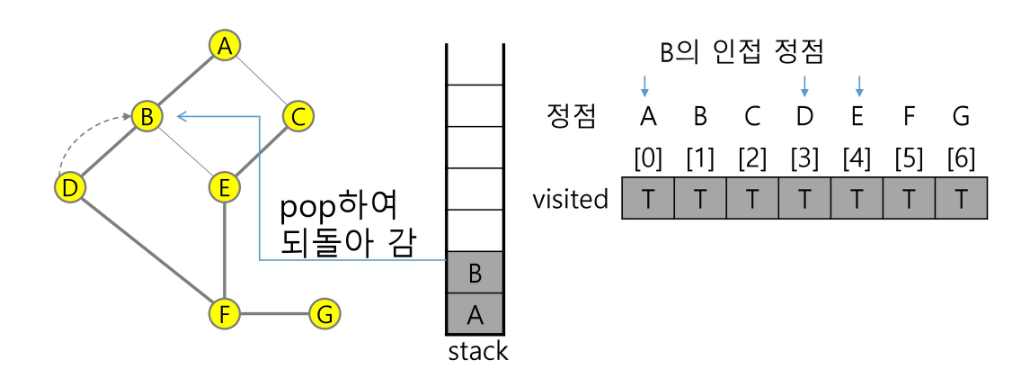 A
B
C
D
E
F
G
pop하여
되돌아 감
B
A
stack
B의 인접 정점
정점 A B C D E F G
[0] [1] [2] [3] [4] [5] [6]
visited T T T T T T T